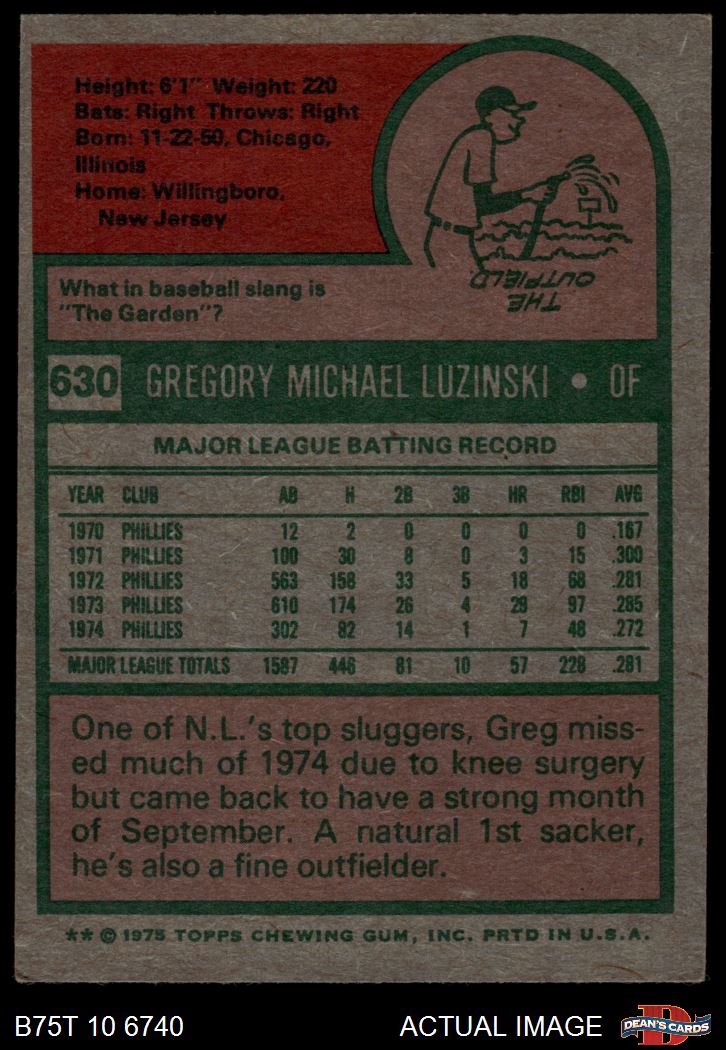 Height: 6'1" Weight: 220
Bats: Right Throws: Right
Born: 11-22-50, Chicago,
Illinois
Home: Willingboro,
New Jersey
What in baseball slang is
"The Garden"?
THE
OUTFIELD.
630 GREGORY MICHAEL LUZINSKI • OF
MAJOR LEAGUE BATTING RECORD
YEAR CLUB AB H 2B 3B HR RBI AVG
1970 PHILLIES 12 2 0 0 0 0 .167
1971 PHILLIES 100 30 8 0 3 15 .300
1972 PHILLIES 563 158 33 5 18 68 .281
1973 PHILLIES 610 174 26 4 29 97 .285
1974 PHILLIES 302 82 14 1 7 48 .272
MAJOR LEAGUE TOTALS 1587 446 81 10 57 228 .281
One of N.L.'s top sluggers, Greg miss-
ed much of 1974 due to knee surgery
but came back to have a strong month
of September. A natural 1st sacker,
he's also a fine outfielder.
** © 1975 TOPPS CHEWING GUM, INC. PRTD IN U.S.A.
B75T 10 6740 ACTUAL IMAGE D DEAN'S CARDS